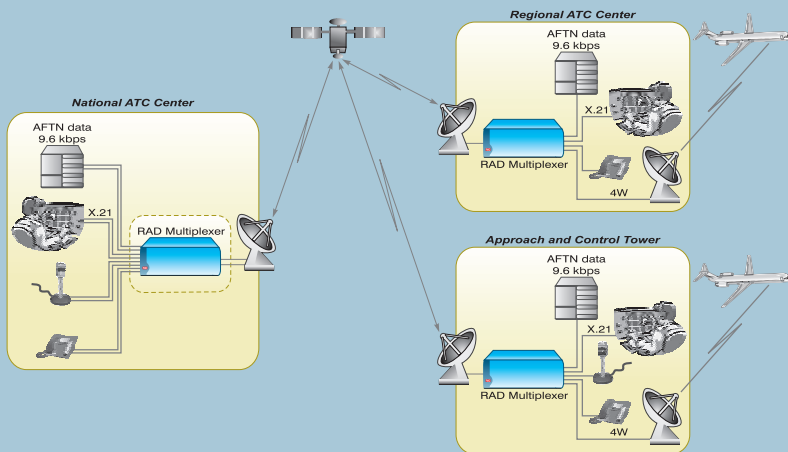 National ATC Center
AFTN data
9.6 kbps
X.21
RAD Multiplexer
Regional ATC Center
AFTN data
9.6 kbps
X.21
RAD Multiplexer
4W
Approach and Control Tower
AFTN data
9.6 kbps
X.21
RAD Multiplexer
4W